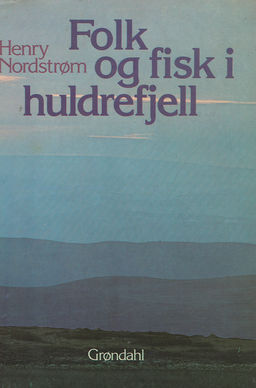 Folk
Henry
Nordstrøm
og fisk i
huldrefjell
Grøndahl